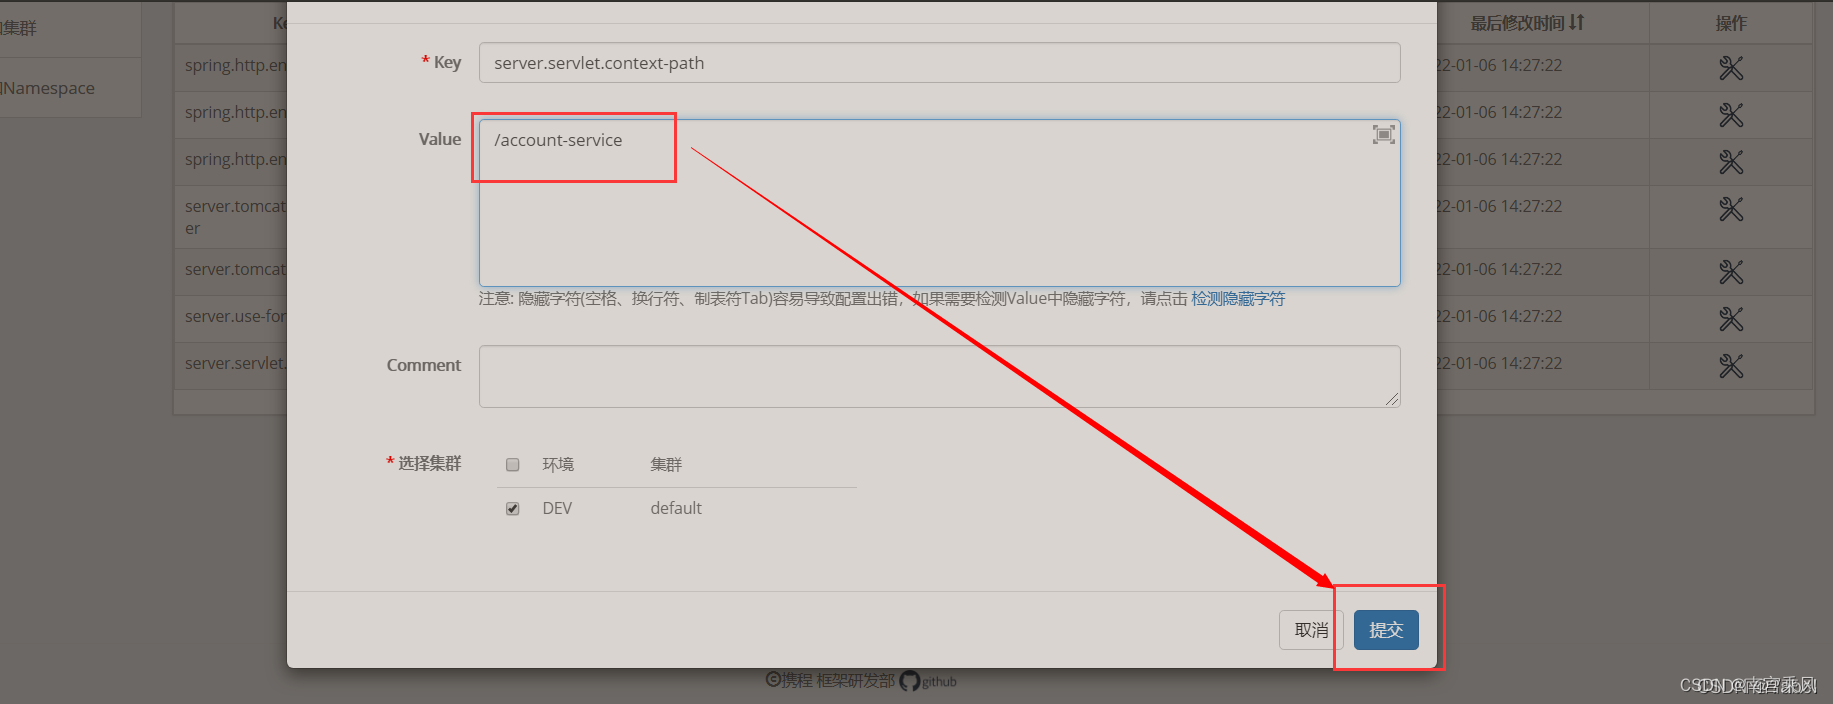 集群
Namespace
Ke
最后修改时间
操作
spring.http.en
22-01-06 14:27:22
spring.http.en
22-01-06 14:27:22
spring.http.en
22-01-06 14:27:22
server.tomcat
er
22-01-06 14:27:22
server.tomcat
22-01-06 14:27:22
server.use-for
22-01-06 14:27:22
server.servlet.
22-01-06 14:27:22
* Key
server.servlet.context-path
Value
/account-service
注意: 隐藏字符(空格、换行符、制表符Tab)容易导致配置出错，如果需要检测Value中隐藏字符，请点击 检测隐藏字符
Comment
* 选择集群
环境 集群
DEV default
取消 提交
©携程 框架研发部 github
CSDN @南宫乘风